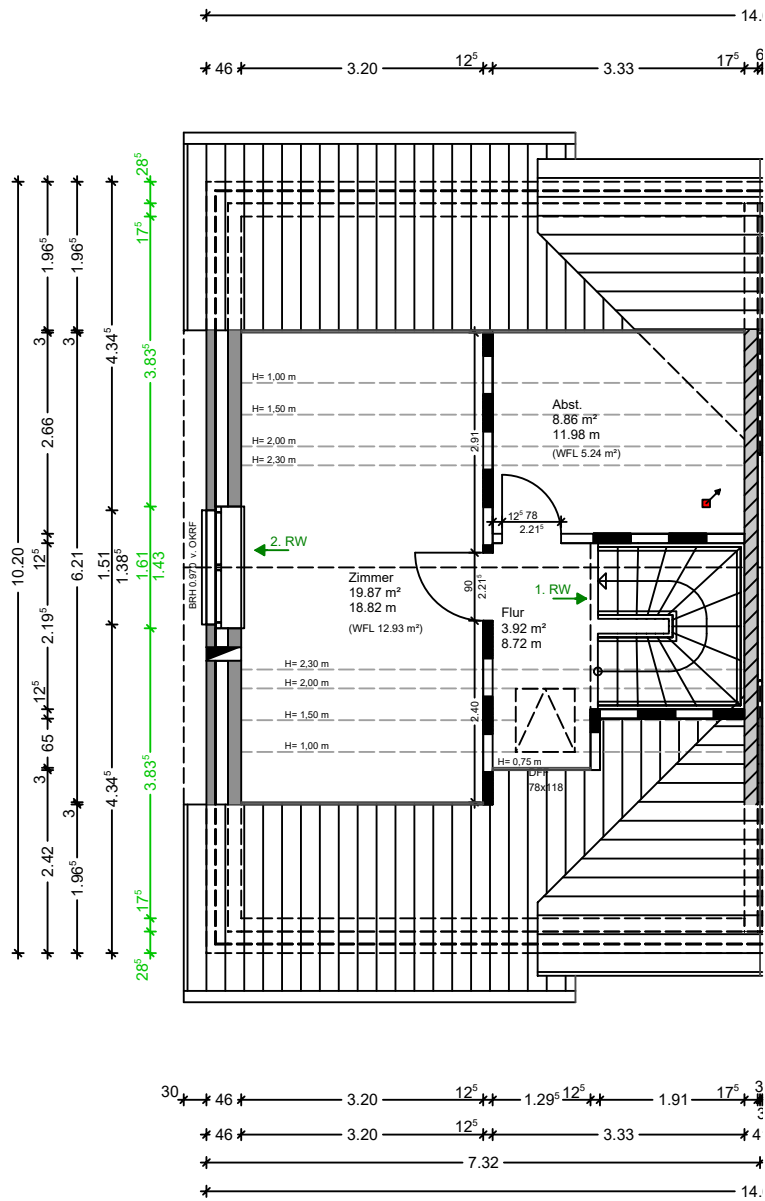 14.
46 3.20 12⁵ 3.33 17⁵ 6
28⁵
17⁵
1.96⁵
1.96⁵
3
3
4.34⁵
3.83⁵
2.66
10.20
12⁵
6.21
1.51
1.38⁵
1.61
1.43
2.19⁵
12⁵
65
3
3
4.34⁵
3.83⁵
2.42
1.96⁵
17⁵
28⁵
H= 1,00 m
H= 1,50 m
H= 2,00 m
H= 2,30 m
2.91
Abst.
8.86 m²
11.98 m
(WFL 5.24 m²)
12⁵ 78
2.21⁵
2. RW
BRH 0.970 v. OKRF
Zimmer
19.87 m²
18.82 m
(WFL 12.93 m²)
90
2.21⁵
1. RW
Flur
3.92 m²
8.72 m
H= 2,30 m
H= 2,00 m
H= 1,50 m
H= 1,00 m
2.40
H= 0,75 m
DFF
78x118
30 46 3.20 12⁵ 1.29⁵ 12⁵ 1.91 17⁵ 3
3
46 3.20 12⁵ 3.33 4
7.32
14.